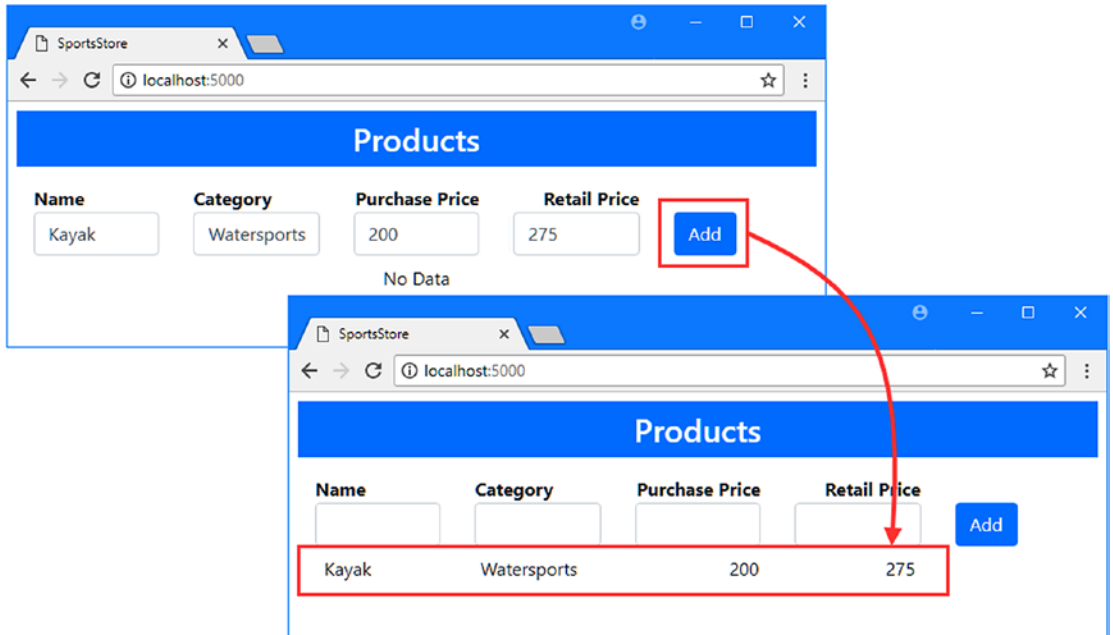 SportsStore
localhost:5000
Products
Name Category Purchase Price Retail Price
Kayak Watersports 200 275 Add
No Data
SportsStore
localhost:5000
Products
Name Category Purchase Price Retail Price
Add
Kayak Watersports 200 275